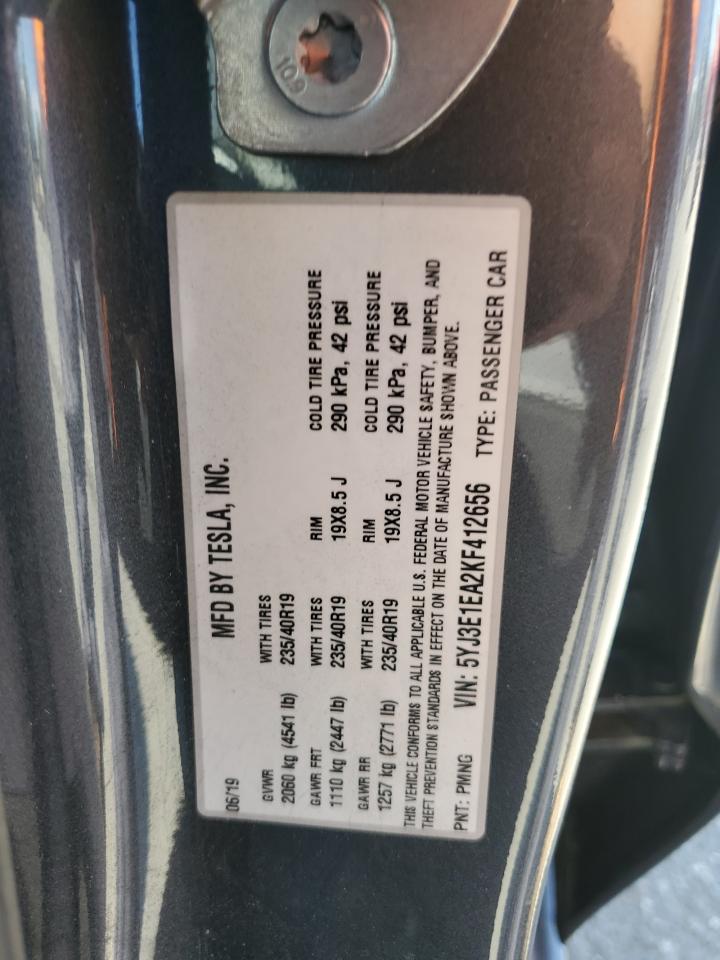 10.9
MFD BY TESLA, INC.
06/19
GVWR WITH TIRES
2060 kg (4541 lb) 235/40R19
GAWR FRT WITH TIRES RIM COLD TIRE PRESSURE
1110 kg (2447 lb) 235/40R19 19X8.5 J 290 kPa, 42 psi
GAWR RR WITH TIRES RIM COLD TIRE PRESSURE
1257 kg (2771 lb) 235/40R19 19X8.5 J 290 kPa, 42 psi
THIS VEHICLE CONFORMS TO ALL APPLICABLE U.S. FEDERAL MOTOR VEHICLE SAFETY, BUMPER, AND
THEFT PREVENTION STANDARDS IN EFFECT ON THE DATE OF MANUFACTURE SHOWN ABOVE.
PNT: PMNG VIN: 5YJ3E1EA2KF412656 TYPE: PASSENGER CAR